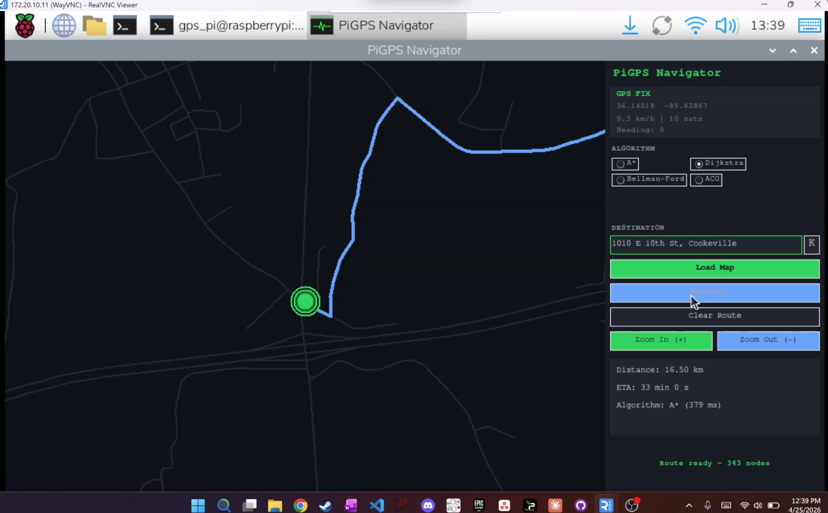 172.20.10.11 (WayVNC) - RealVNC Viewer
gps_pi@raspberrypi:...
PiGPS Navigator
13:39
PiGPS Navigator
PiGPS Navigator
GPS FIX
36.14018 -85.62867
0.3 km/h | 10 sats
Heading: 0
ALGORITHM
A*
Dijkstra
Bellman-Ford
ACO
DESTINATION
1010 E 10th St, Cookeville
K
Load Map
Clear Route
Zoom In (+)
Zoom Out (-)
Distance: 16.50 km
ETA: 33 min 0 s
Algorithm: A* (379 ms)
Route ready - 343 nodes
EPIC
12:39 PM
4/25/2026